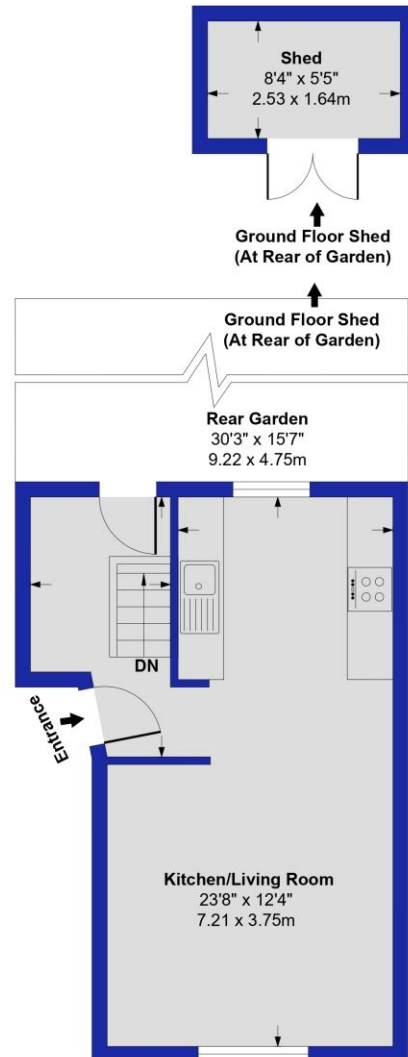 Shed
8'4" x 5'5"
2.53 x 1.64m
Ground Floor Shed
(At Rear of Garden)
Ground Floor Shed
(At Rear of Garden)
Rear Garden
30'3" x 15'7"
9.22 x 4.75m
DN
Entrance
Kitchen/Living Room
23'8" x 12'4"
7.21 x 3.75m